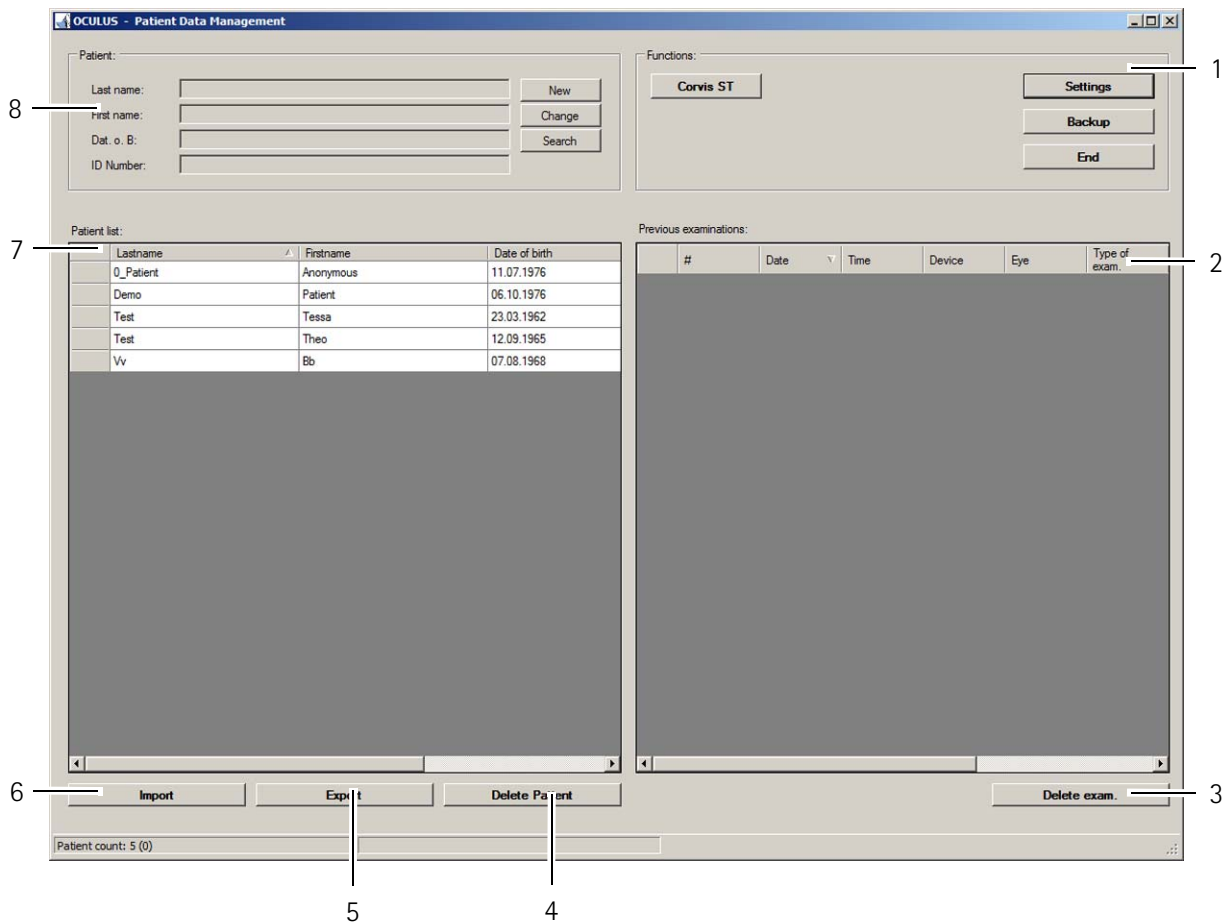 OCULUS - Patient Data Management
Patient:
Last name:
First name:
Dat. o. B:
ID Number:
New
Change
Search
Functions:
Corvis ST
Settings
Backup
End
1
8
Patient list:
7
Lastname Firstname Date of birth
0_Patient Anonymous 11.07.1976
Demo Patient 06.10.1976
Test Tessa 23.03.1962
Test Theo 12.09.1965
Vv Bb 07.08.1968
Previous examinations:
# Date Time Device Eye Type of
exam.
2
6
Import Export Delete Patient
Delete exam.
3
Patient count: 5 (0)
5 4